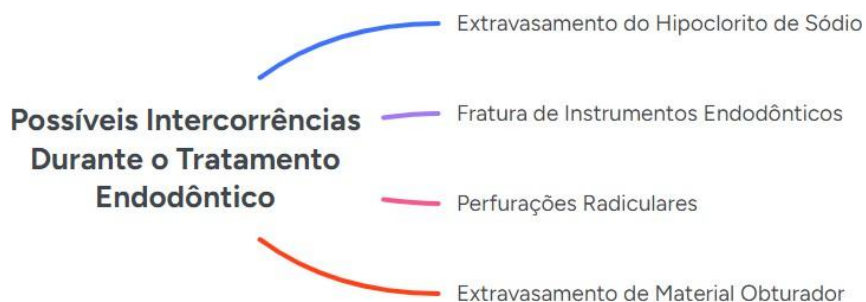 Possíveis Intercorrências
Durante o Tratamento
Endodôntico
Extravasamento do Hipoclorito de Sódio
Fratura de Instrumentos Endodônticos
Perfurações Radiculares
Extravasamento de Material Obturador